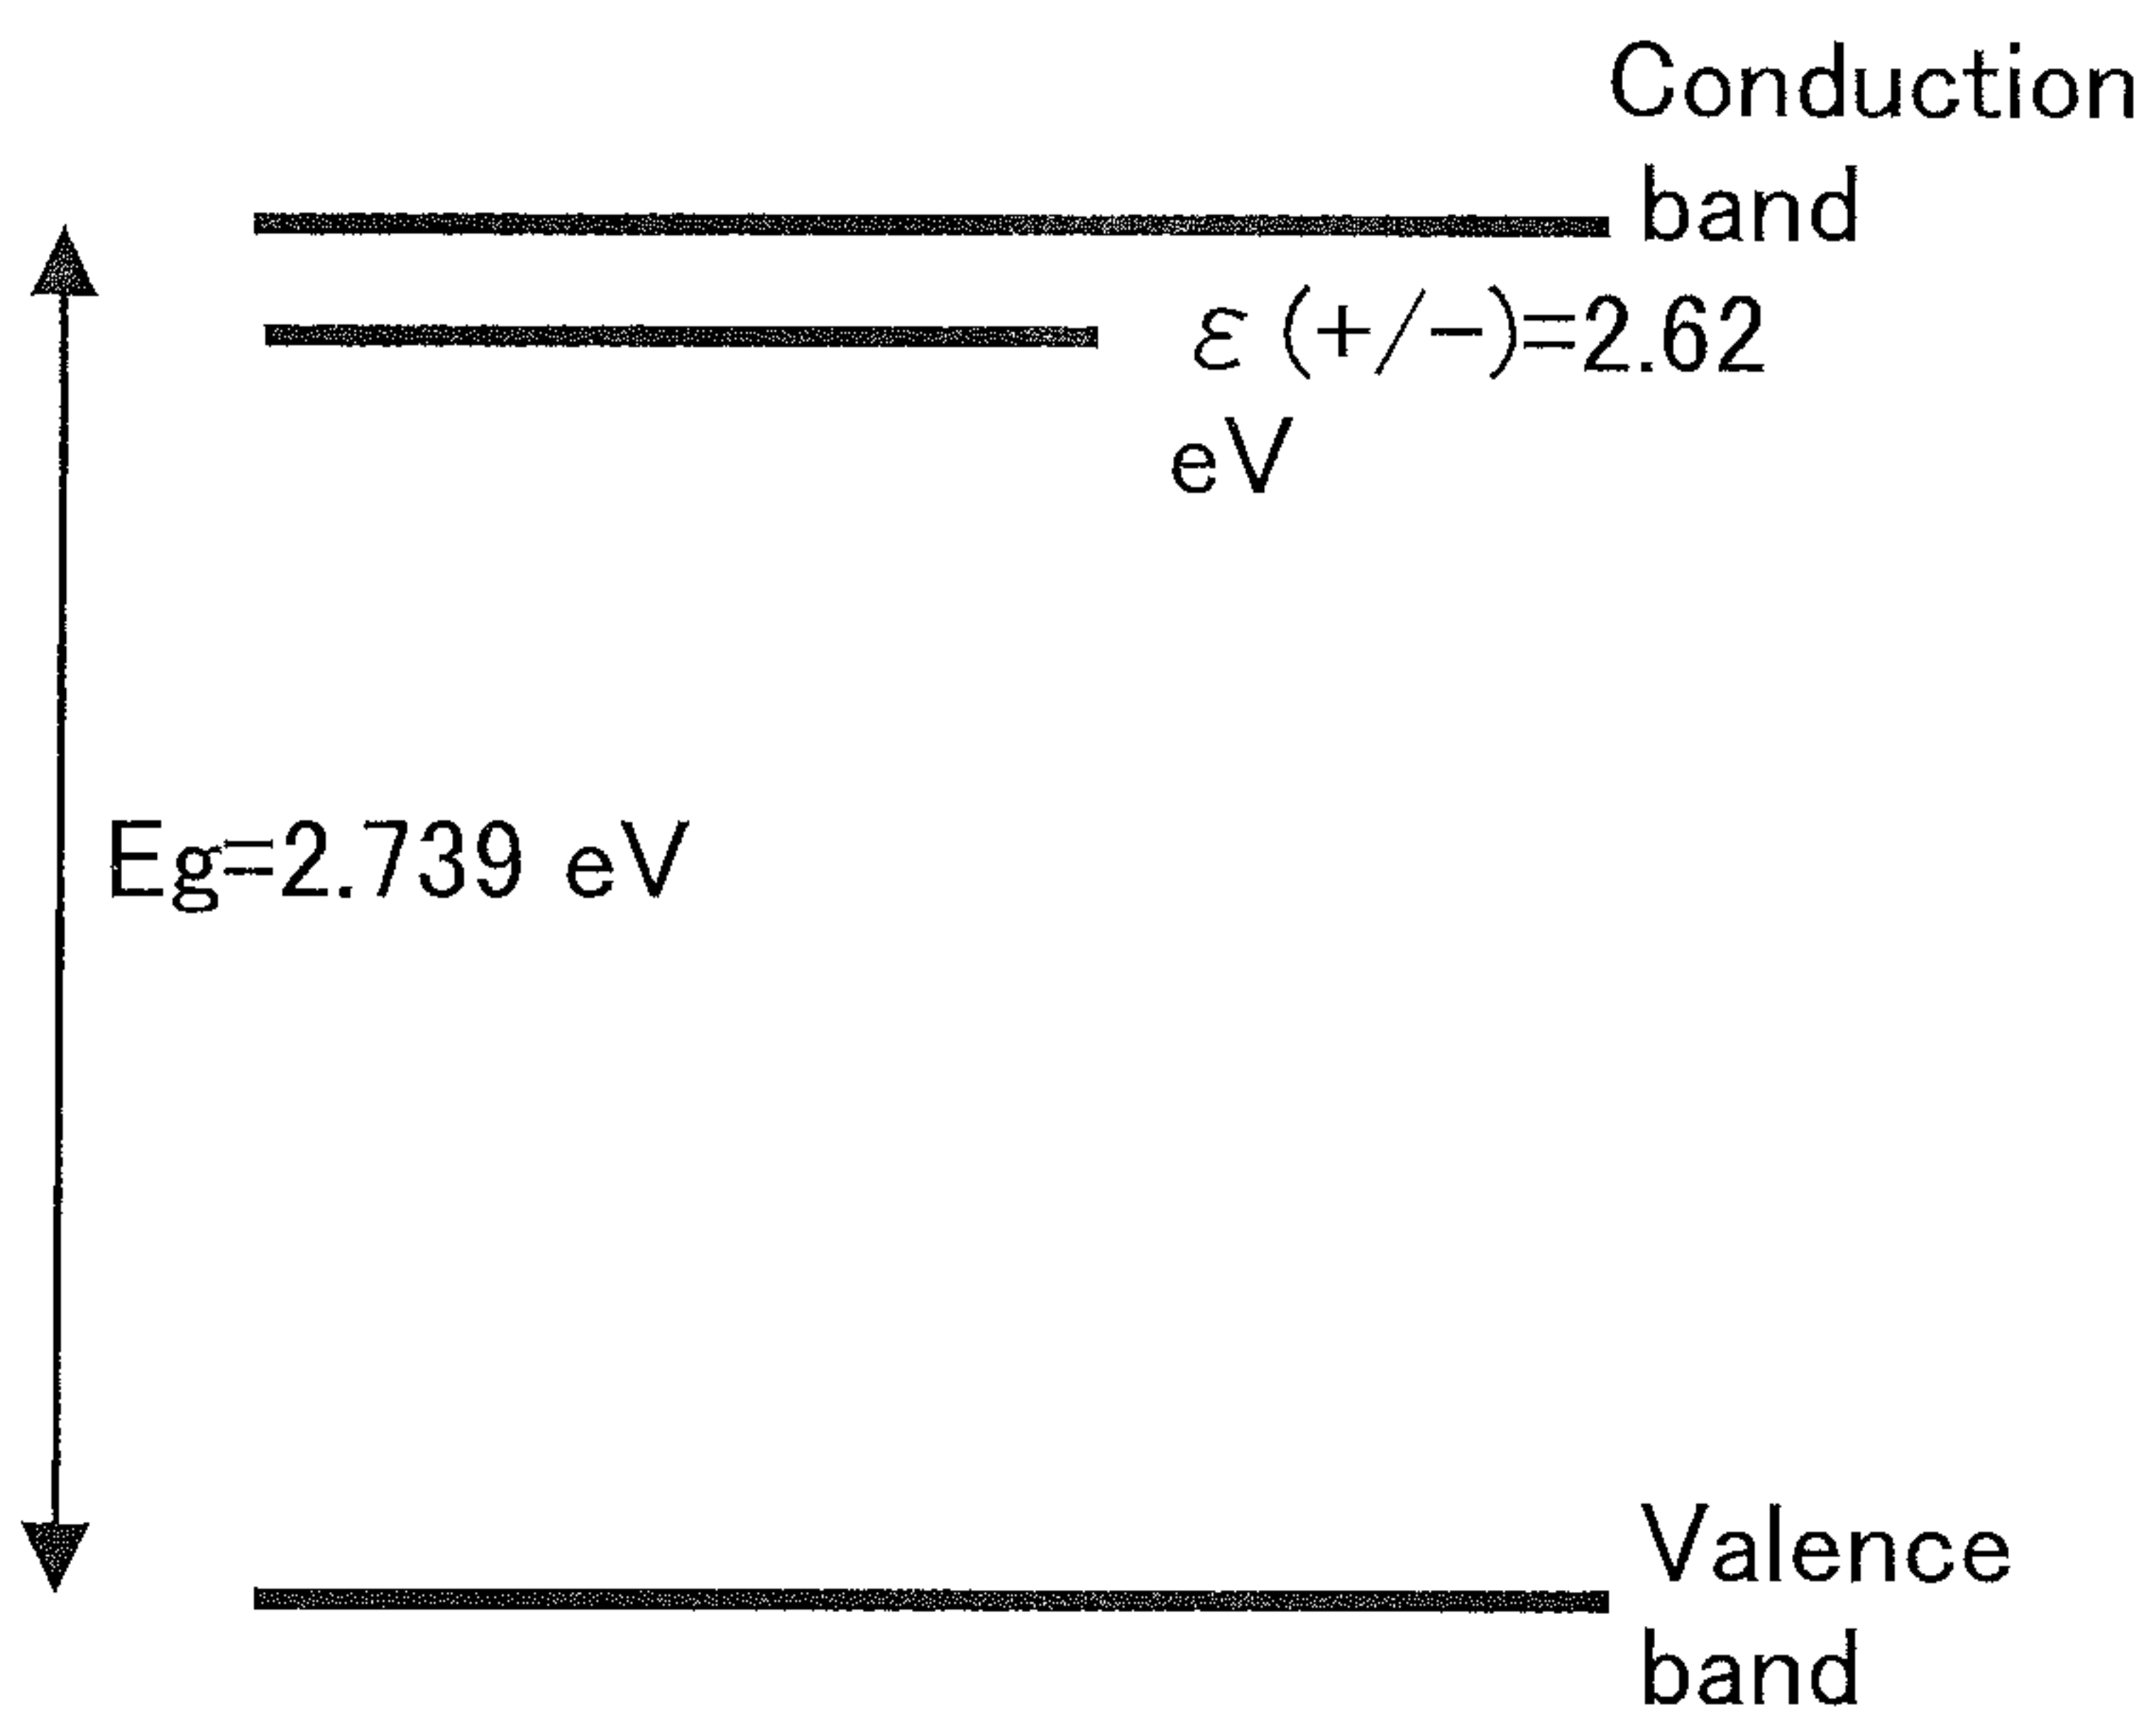 Conduction
band
ε(+/−)=2.62
eV
Eg=2.739 eV
Valence
band